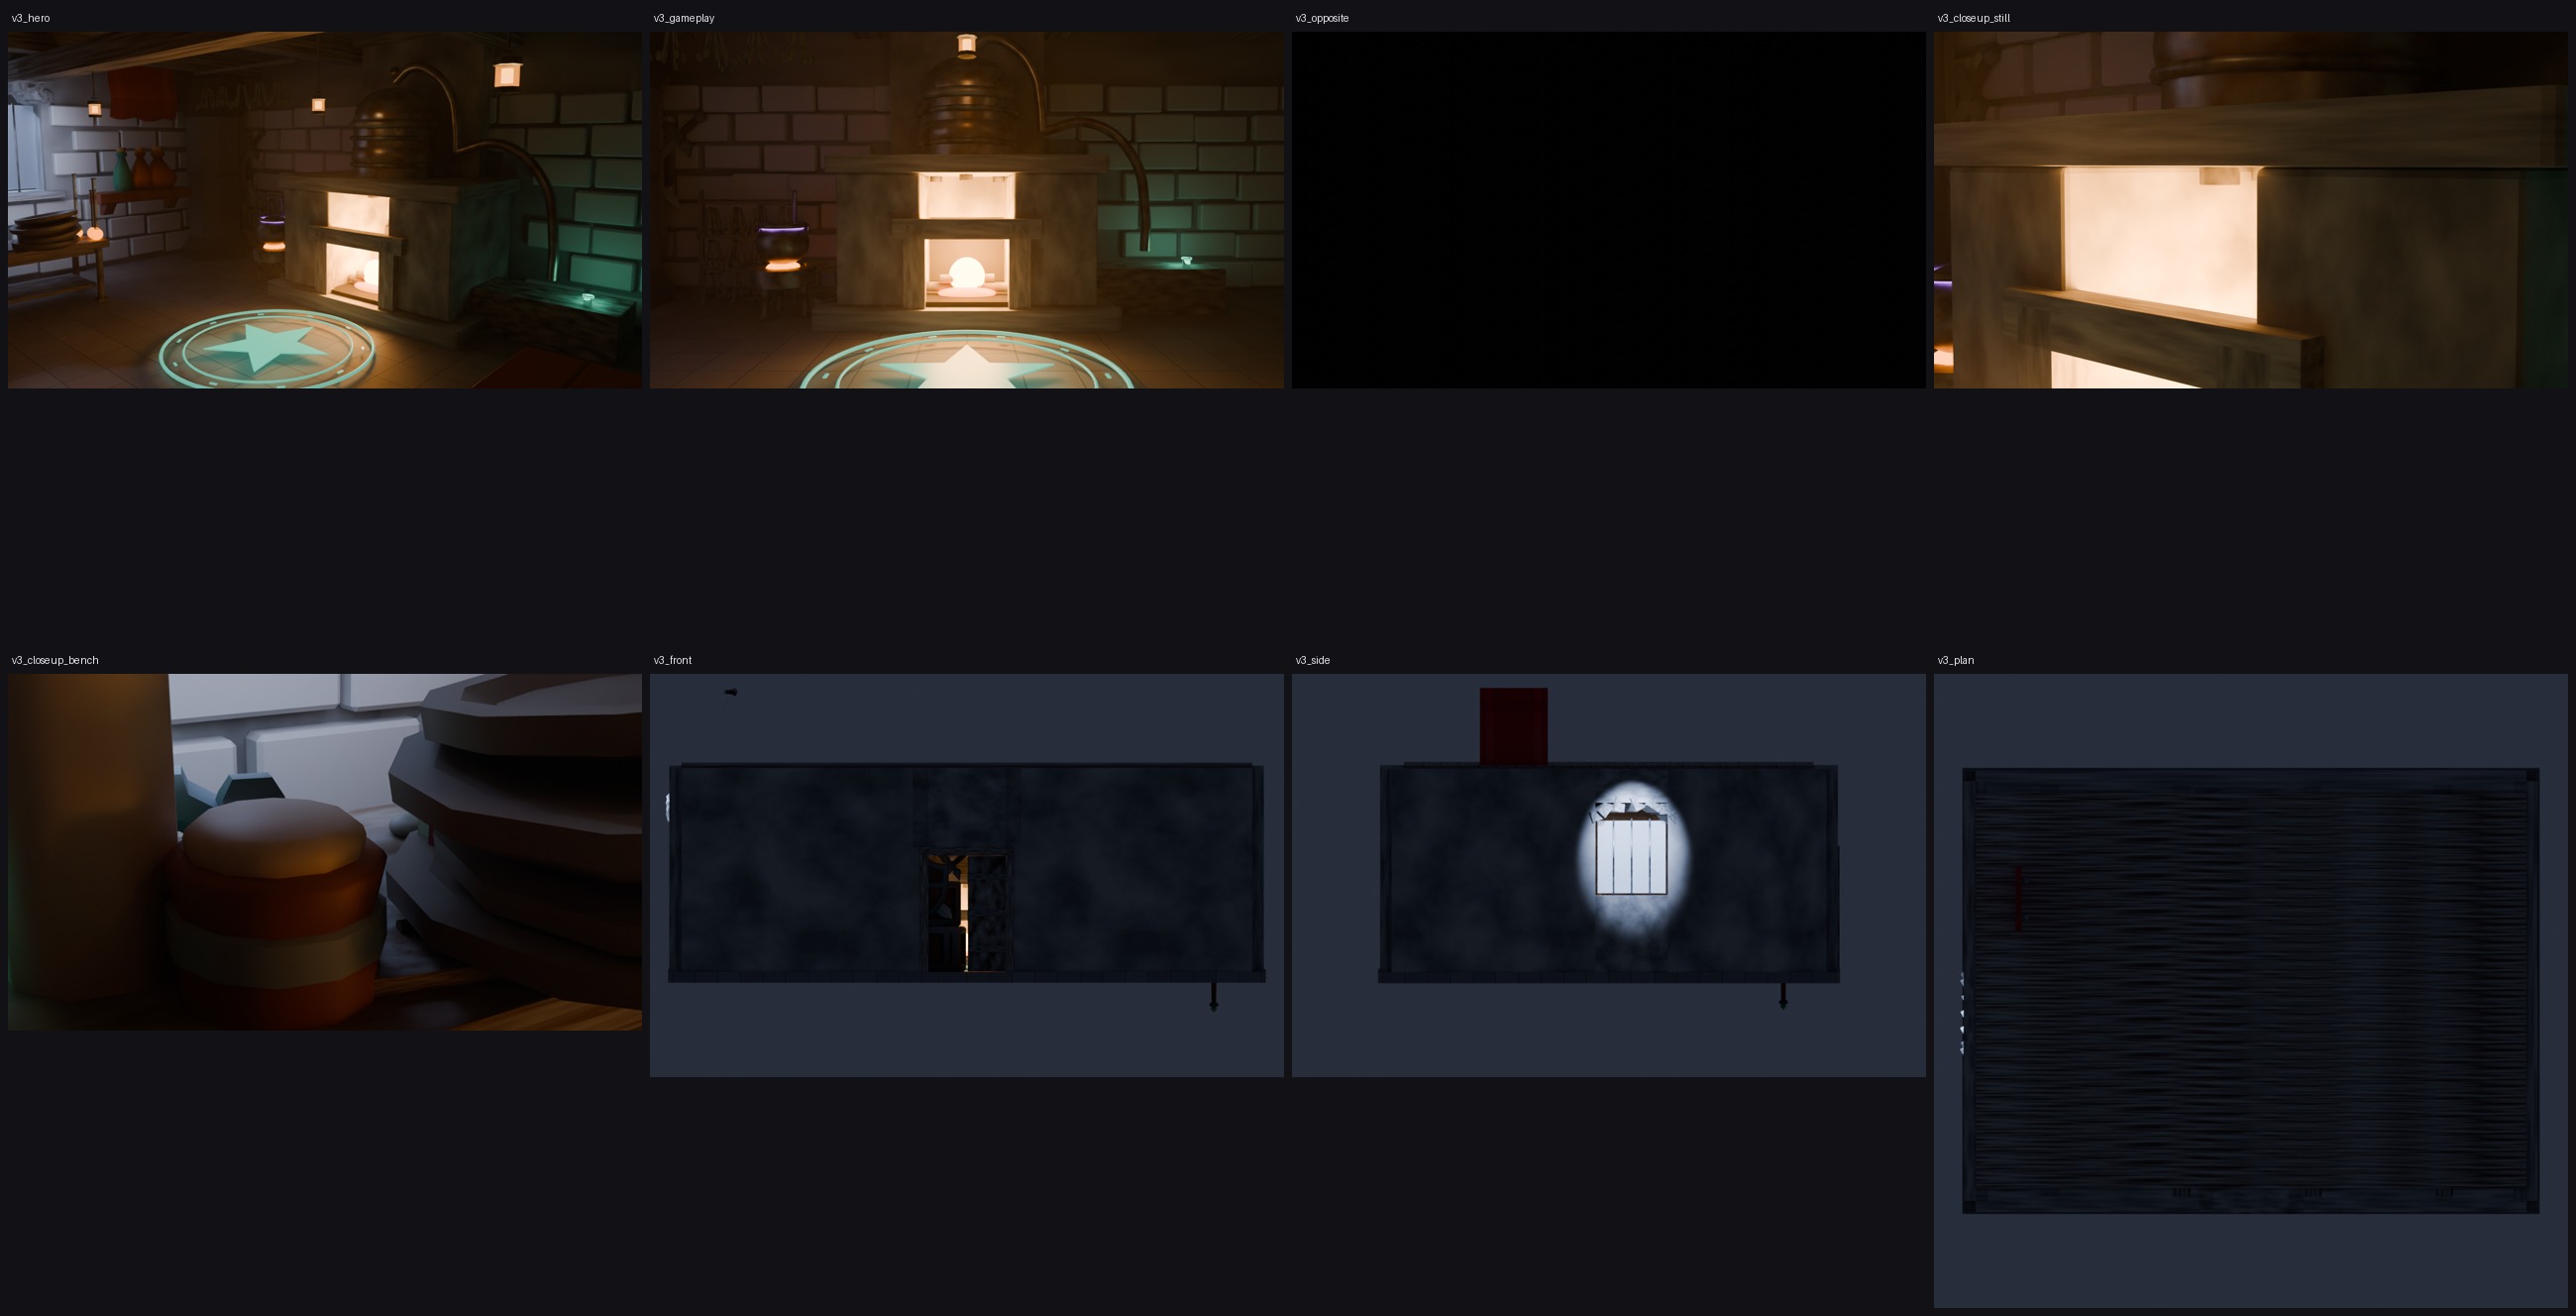 v3_hero
v3_gameplay
v3_opposite
v3_closeup_still
v3_closeup_bench
v3_front
v3_side
v3_plan